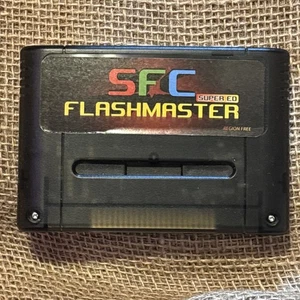 SFC
SUPER ED
FLASHMASTER
REGION FREE